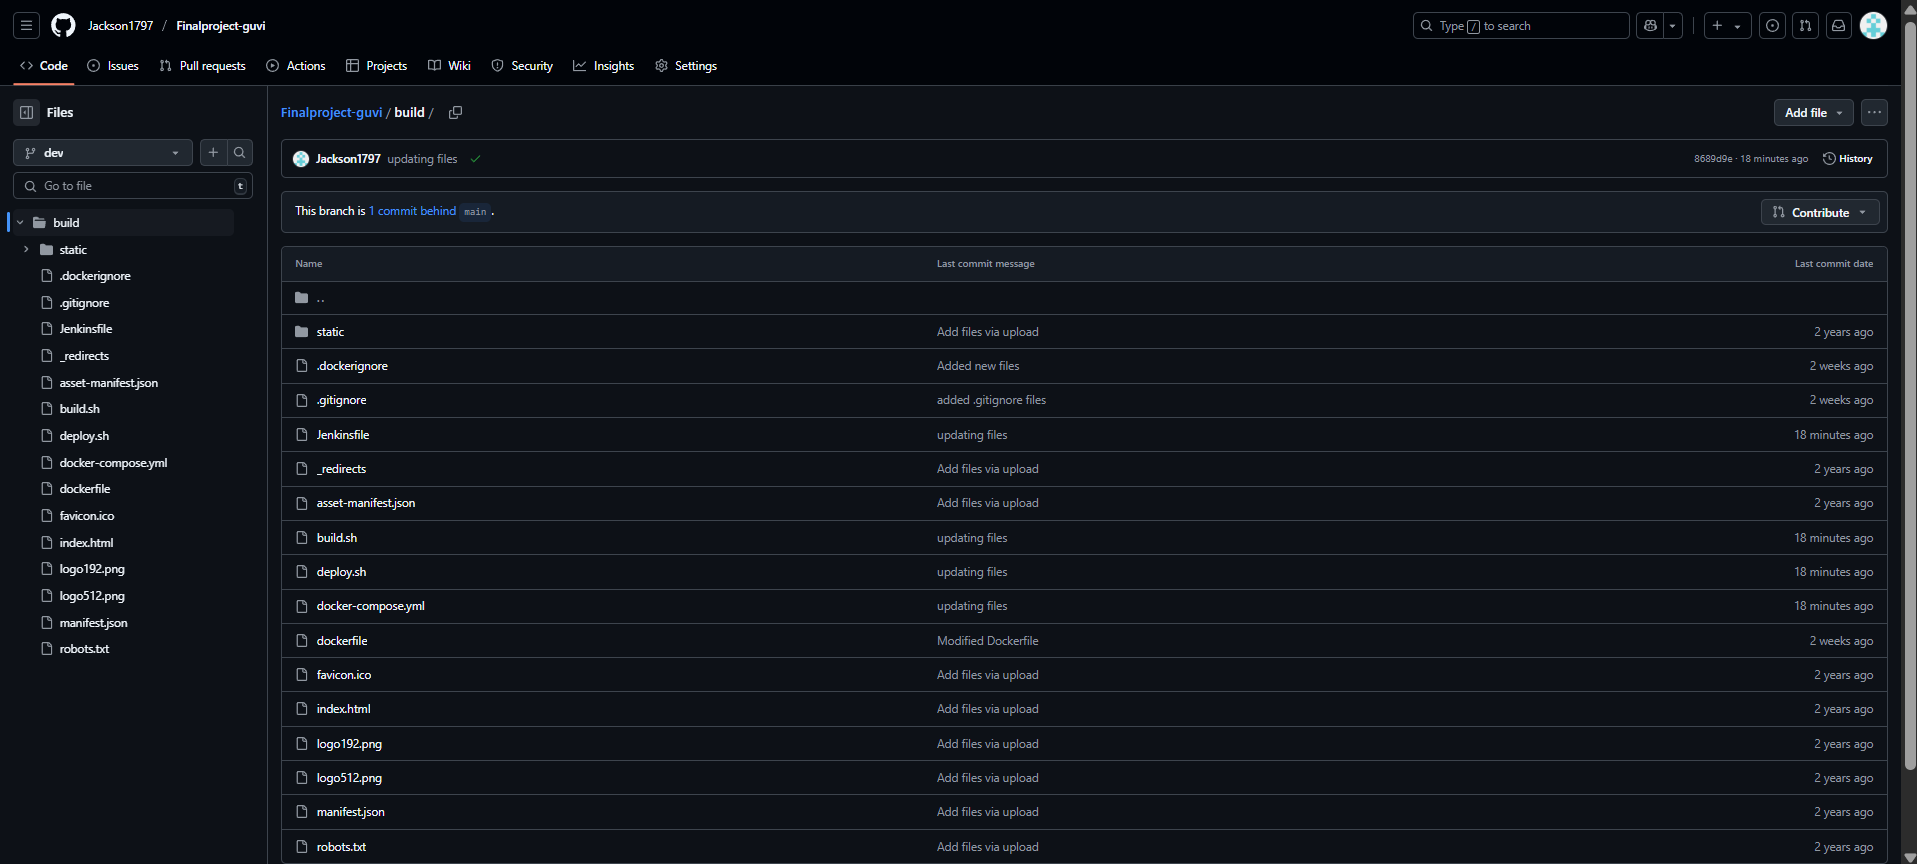 Jackson1797 / Finalproject-guvi
Type / to search
Code Issues Pull requests Actions Projects Wiki Security Insights Settings
Files
dev
Go to file t
build
static
.dockerignore
.gitignore
Jenkinsfile
_redirects
asset-manifest.json
build.sh
deploy.sh
docker-compose.yml
dockerfile
favicon.ico
index.html
logo192.png
logo512.png
manifest.json
robots.txt
Finalproject-guvi / build /
Add file
Jackson1797 updating files 8689d9e · 18 minutes ago History
This branch is 1 commit behind main .
Contribute
Name Last commit message Last commit date
..
static Add files via upload 2 years ago
.dockerignore Added new files 2 weeks ago
.gitignore added .gitignore files 2 weeks ago
Jenkinsfile updating files 18 minutes ago
_redirects Add files via upload 2 years ago
asset-manifest.json Add files via upload 2 years ago
build.sh updating files 18 minutes ago
deploy.sh updating files 18 minutes ago
docker-compose.yml updating files 18 minutes ago
dockerfile Modified Dockerfile 2 weeks ago
favicon.ico Add files via upload 2 years ago
index.html Add files via upload 2 years ago
logo192.png Add files via upload 2 years ago
logo512.png Add files via upload 2 years ago
manifest.json Add files via upload 2 years ago
robots.txt Add files via upload 2 years ago